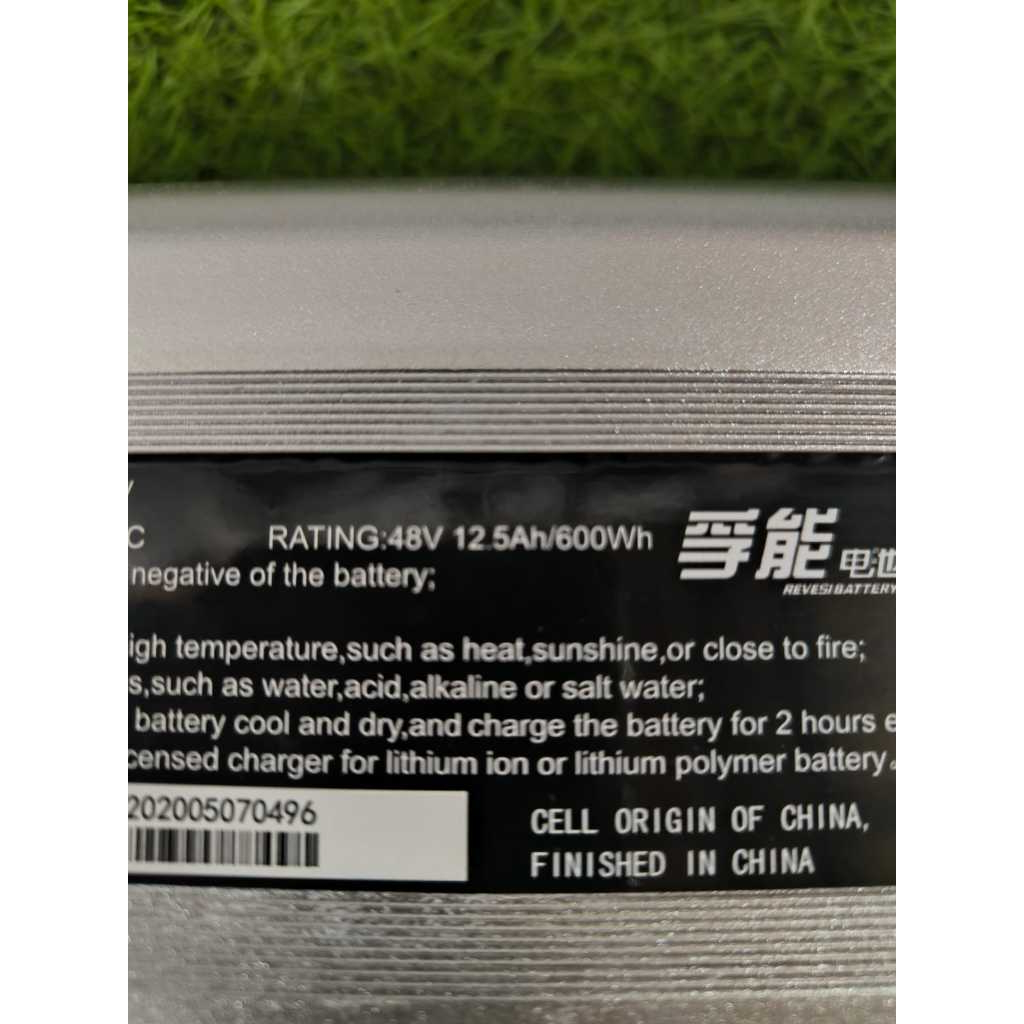 C
RATING:48V 12.5Ah/600Wh
孚能电池
REVESIBATTERY
negative of the battery;
igh temperature,such as heat,sunshine,or close to fire;
s,such as water,acid,alkaline or salt water;
battery cool and dry,and charge the battery for 2 hours e
censed charger for lithium ion or lithium polymer battery.
202005070496
CELL ORIGIN OF CHINA,
FINISHED IN CHINA